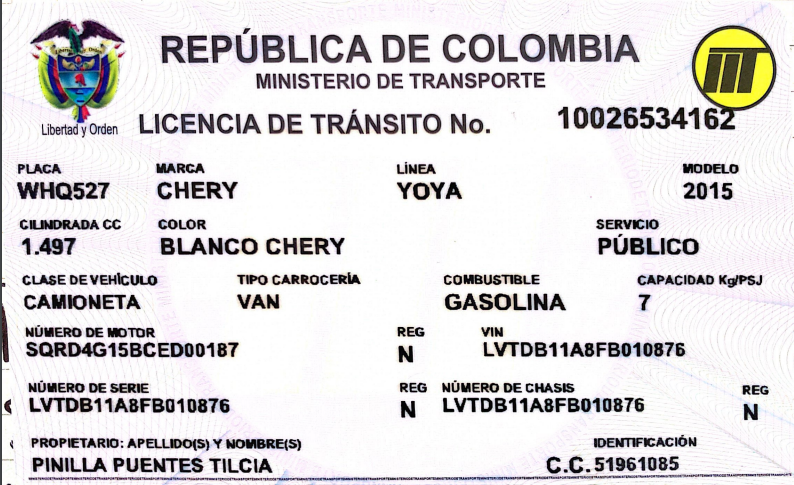 REPÚBLICA DE COLOMBIA
MINISTERIO DE TRANSPORTE
Libertad y Orden
LICENCIA DE TRÁNSITO No. 10026534162
PLACA MARCA LÍNEA MODELO
WHQ527 CHERY YOYA 2015
CILINDRADA CC COLOR SERVICIO
1.497 BLANCO CHERY PÚBLICO
CLASE DE VEHÍCULO TIPO CARROCERÍA COMBUSTIBLE CAPACIDAD Kg/PSJ
CAMIONETA VAN GASOLINA 7
NÚMERO DE MOTOR REG VIN
SQRD4G15BCED00187 N LVTDB11A8FB010876
NÚMERO DE SERIE REG NÚMERO DE CHASIS REG
LVTDB11A8FB010876 N LVTDB11A8FB010876 N
PROPIETARIO: APELLIDO(S) Y NOMBRE(S) IDENTIFICACIÓN
PINILLA PUENTES TILCIA C.C. 51961085